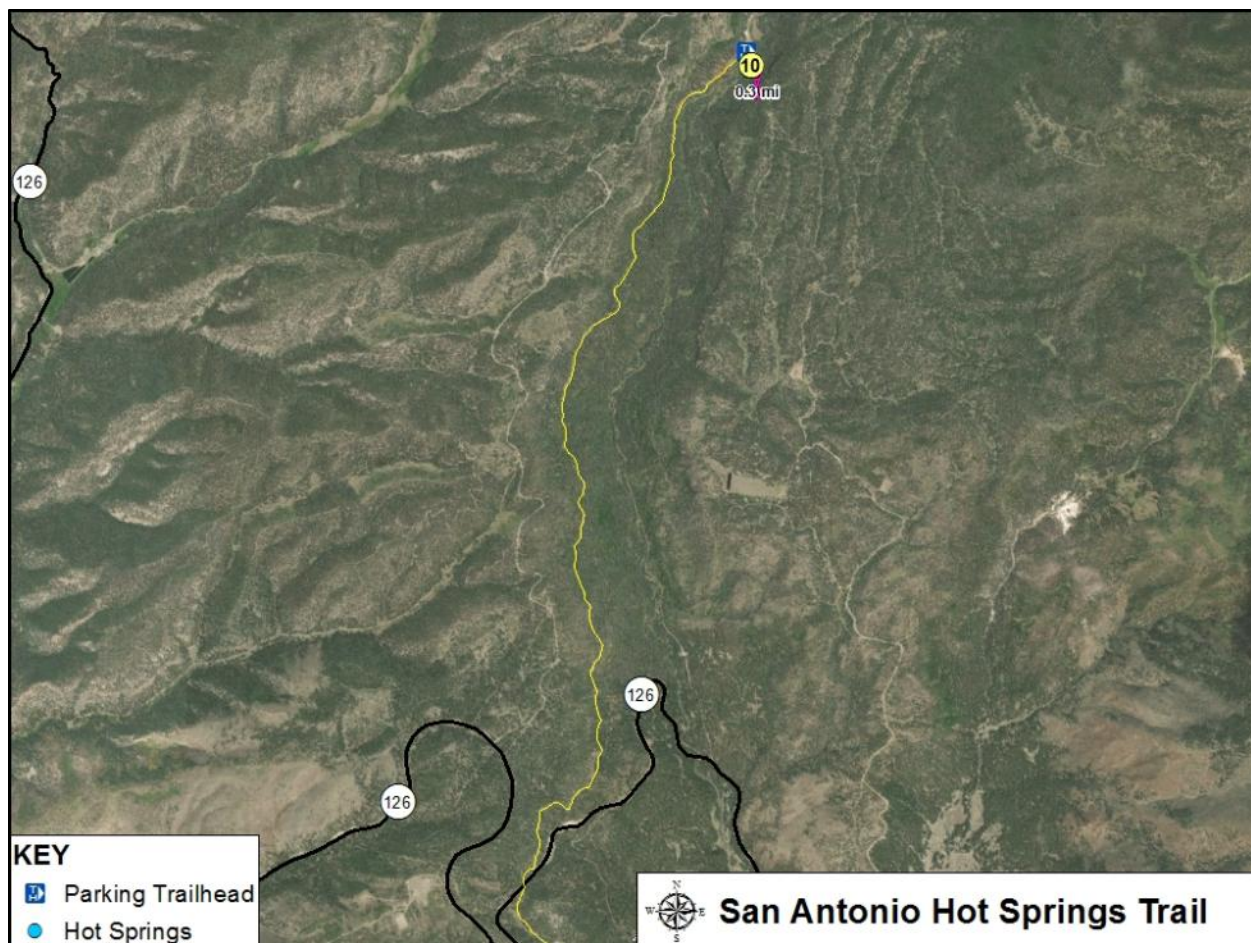 10
0.3 mi
126
126
126
KEY
Parking Trailhead
Hot Springs
N
W E
S
San Antonio Hot Springs Trail